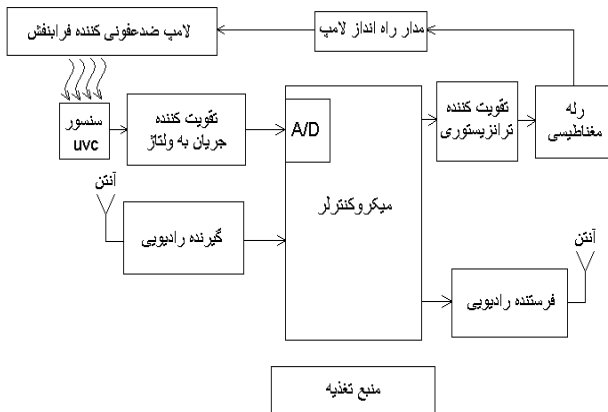 لامپ ضدعفونی کننده فرابنفش
مدار راه انداز لامپ
سنسور
uvc
تقویت کننده
جریان به ولتاژ
A/D
میکروکنترلر
تقویت کننده
ترانزیستوری
رله
مغناطیسی
آنتن
گیرنده رادیویی
آنتن
فرستنده رادیویی
منبع تغذیه